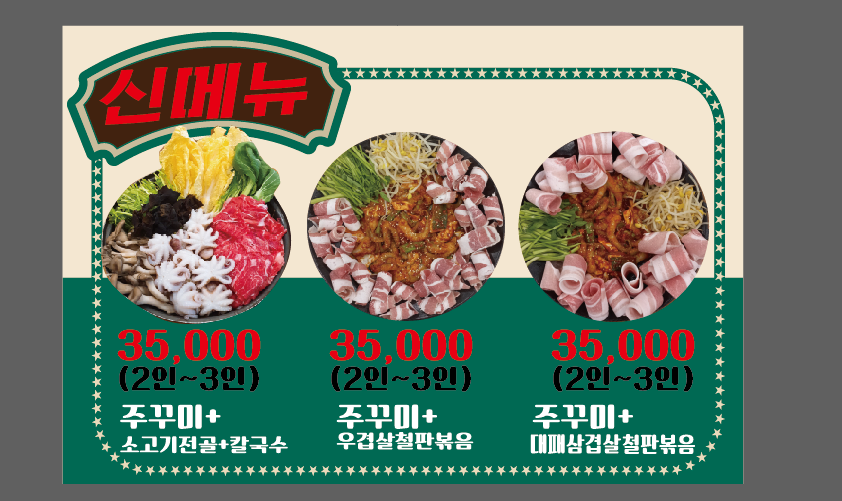 신메뉴
35,000
(2인~3인)
주꾸미+
소고기전골+칼국수
35,000
(2인~3인)
주꾸미+
우겹살철판볶음
35,000
(2인~3인)
주꾸미+
대패삼겹살철판볶음